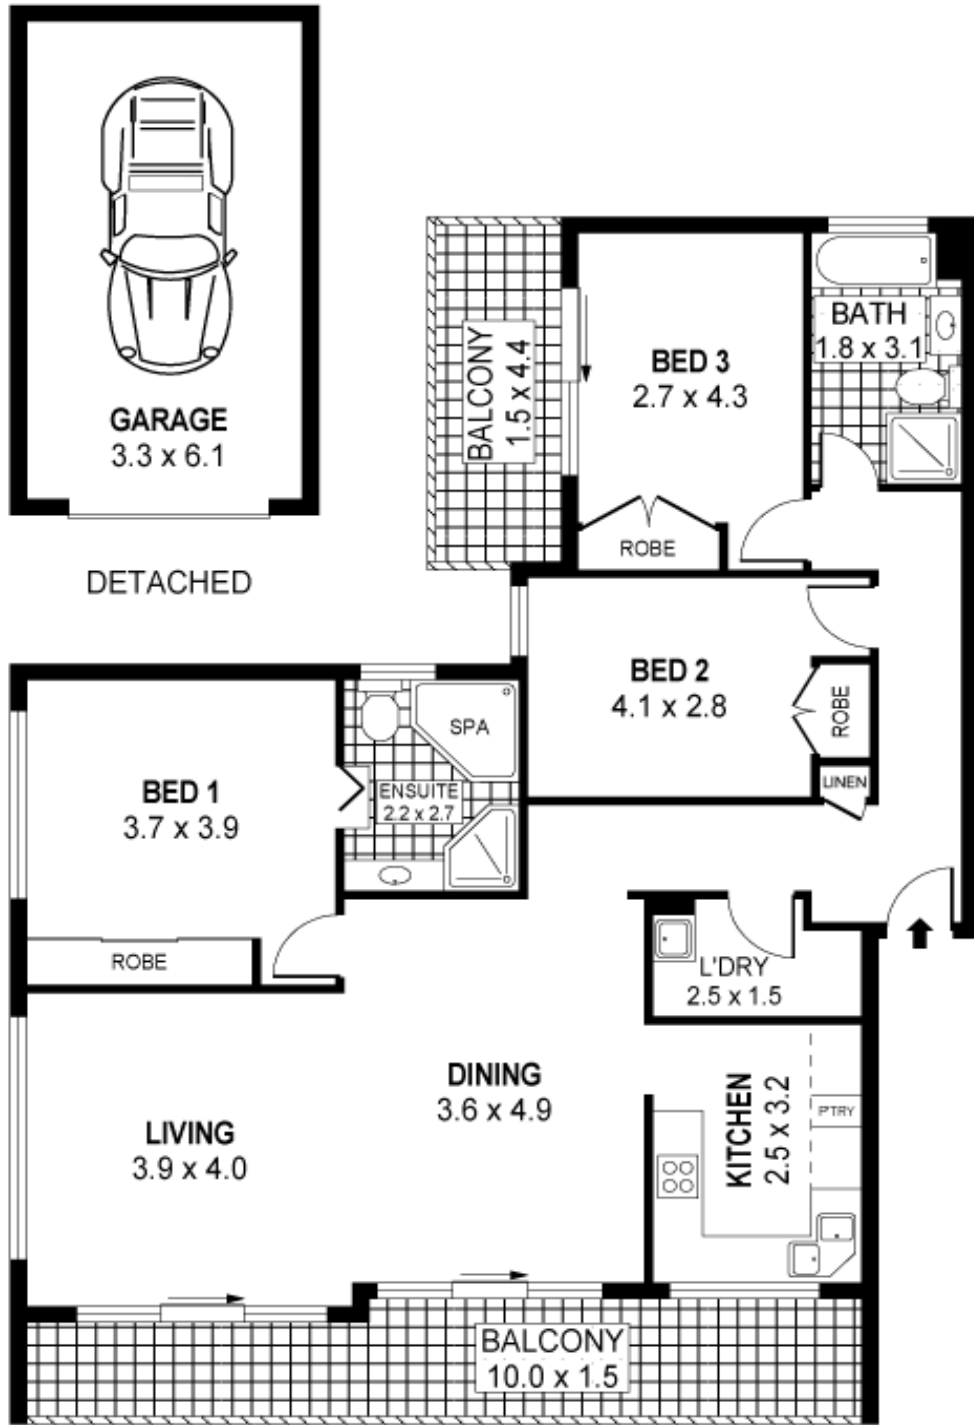 GARAGE
3.3 x 6.1
DETACHED
BALCONY
1.5 x 4.4
BED 3
2.7 x 4.3
ROBE
BATH
1.8 x 3.1
BED 2
4.1 x 2.8
ROBE
LINEN
BED 1
3.7 x 3.9
ROBE
SPA
ENSUITE
2.2 x 2.7
L'DRY
2.5 x 1.5
DINING
3.6 x 4.9
LIVING
3.9 x 4.0
KITCHEN
2.5 x 3.2
PTRY
BALCONY
10.0 x 1.5